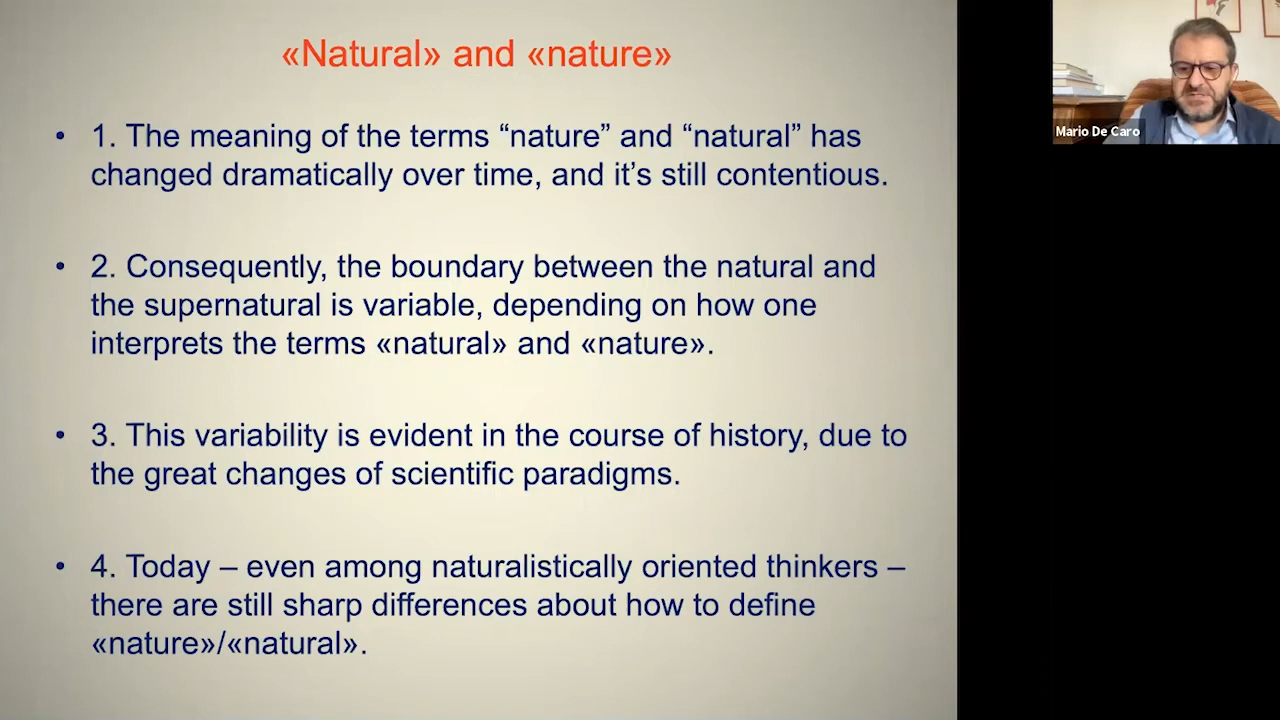 «Natural» and «nature»
• 1. The meaning of the terms “nature” and “natural” has
changed dramatically over time, and it’s still contentious.
• 2. Consequently, the boundary between the natural and
the supernatural is variable, depending on how one
interprets the terms «natural» and «nature».
• 3. This variability is evident in the course of history, due to
the great changes of scientific paradigms.
• 4. Today – even among naturalistically oriented thinkers –
there are still sharp differences about how to define
«nature»/«natural».
Mario De Caro